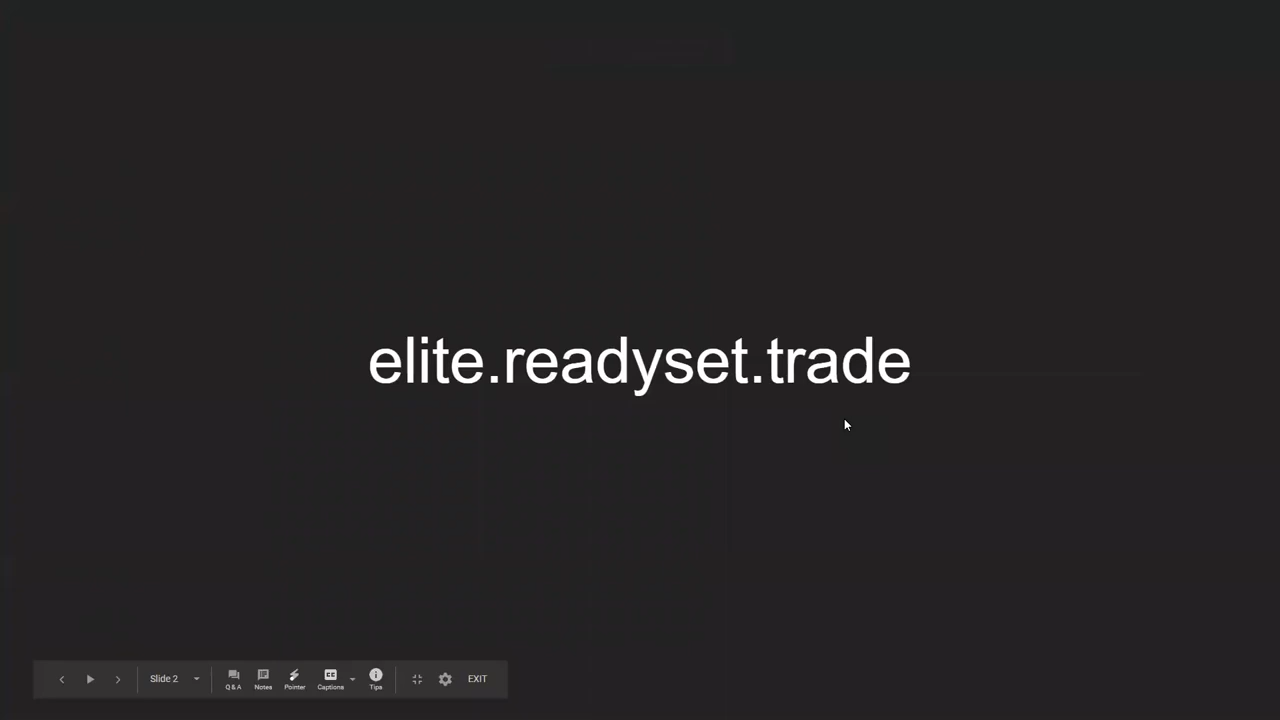 elite.readyset.trade
Slide 2
Q & A
Notes
Pointer
Captions
Tips
EXIT